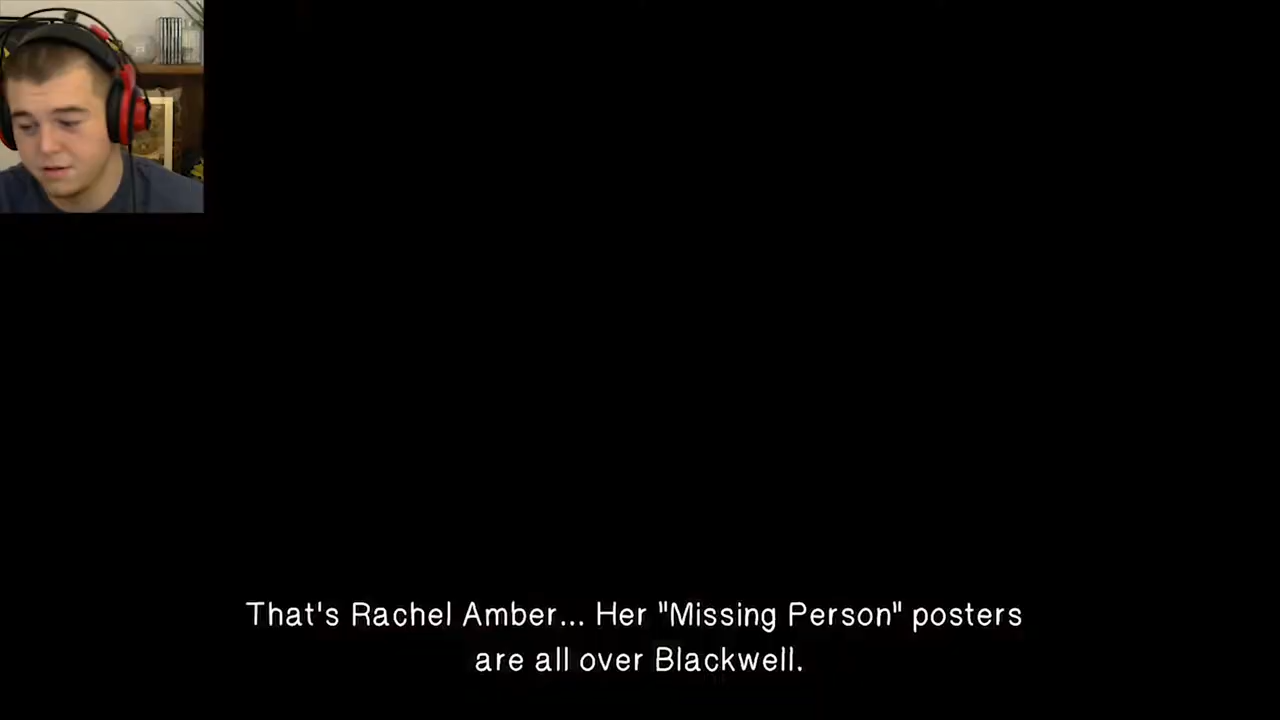 That's Rachel Amber... Her "Missing Person" posters
are all over Blackwell.